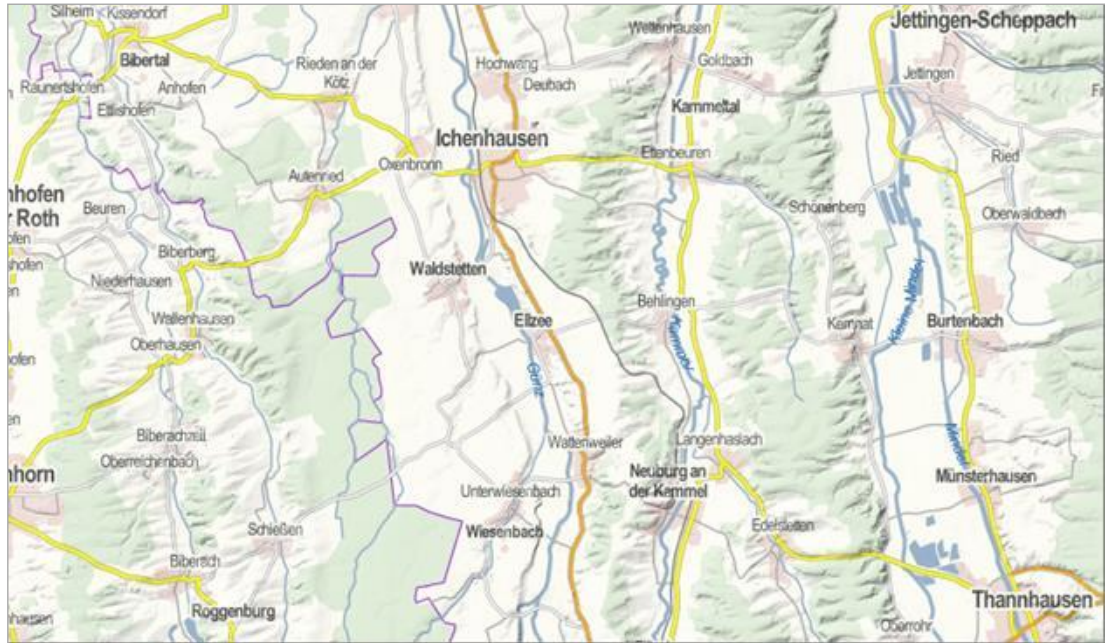 Silheim
Kissendorf
Bibertal
Raunertshofen
Anhofen
Ettlishofen
Rieden an der
Kötz
Hochwang
Deubach
Wettenhausen
Goldbach
Kammeltal
Jettingen-Scheppach
Jettingen
Ichenhausen
Oxenbronn
Autenried
Ettenbeuren
Ried
nhofen
r Roth
Beuren
Schönenberg
Oberwaldbach
Biberberg
Niederhausen
Waldstetten
Wallenhausen
Oberhausen
Ellzee
Behlingen
Kammel
Kemnat
Kleine Mindel
Burtenbach
Günz
Biberachzell
Oberreichenbach
Wattenweiler
Langenhaslach
Mindel
nhorn
Unterwiesenbach
Neuburg an
der Kammel
Münsterhausen
Schießen
Wiesenbach
Edelstetten
Biberach
Roggenburg
Thannhausen
Oberrohr